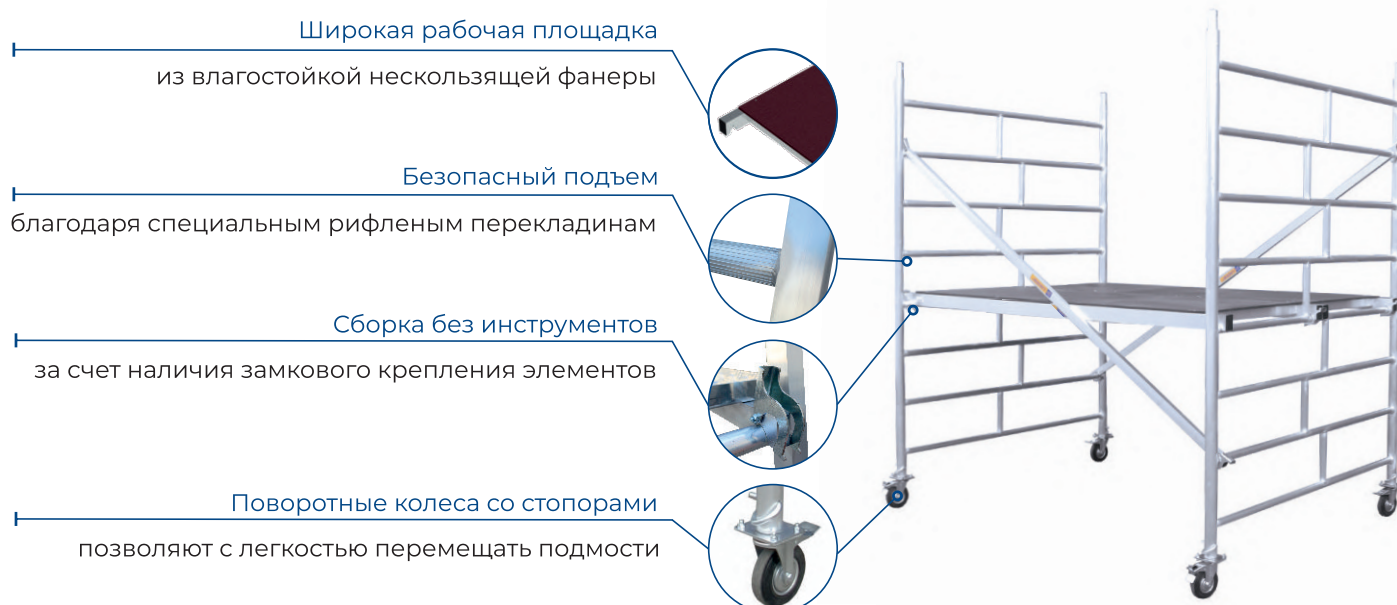 Широкая рабочая площадка
из влагостойкой нескользящей фанеры
Безопасный подъем
благодаря специальным рифленым перекладинам
Сборка без инструментов
за счет наличия замкового крепления элементов
Поворотные колеса со стопорами
позволяют с легкостью перемещать подмости